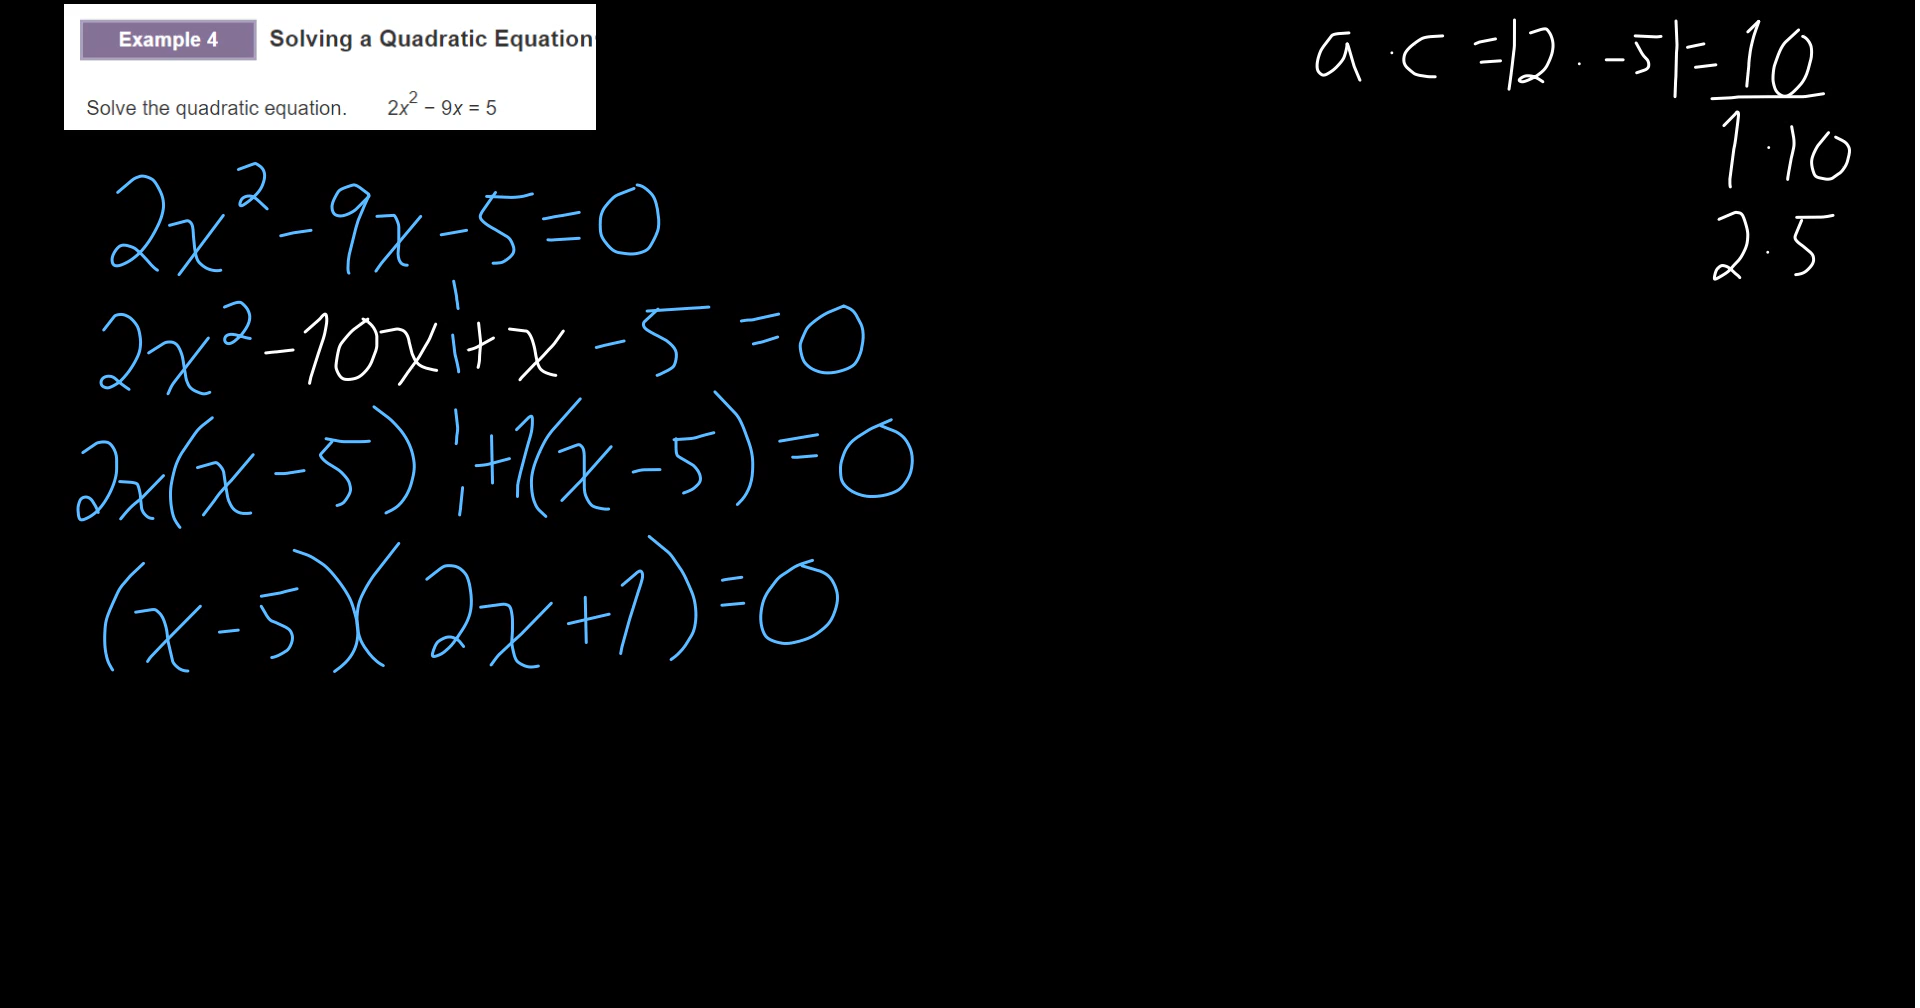 Example 4 Solving a Quadratic Equation
Solve the quadratic equation. 2x² − 9x = 5
a · c = |2 · -5| = 10
1 · 10
2 · 5
2x² - 9x - 5 = 0
2x² - 10x + x - 5 = 0
2x(x - 5) + 1(x - 5) = 0
(x - 5)(2x + 1) = 0